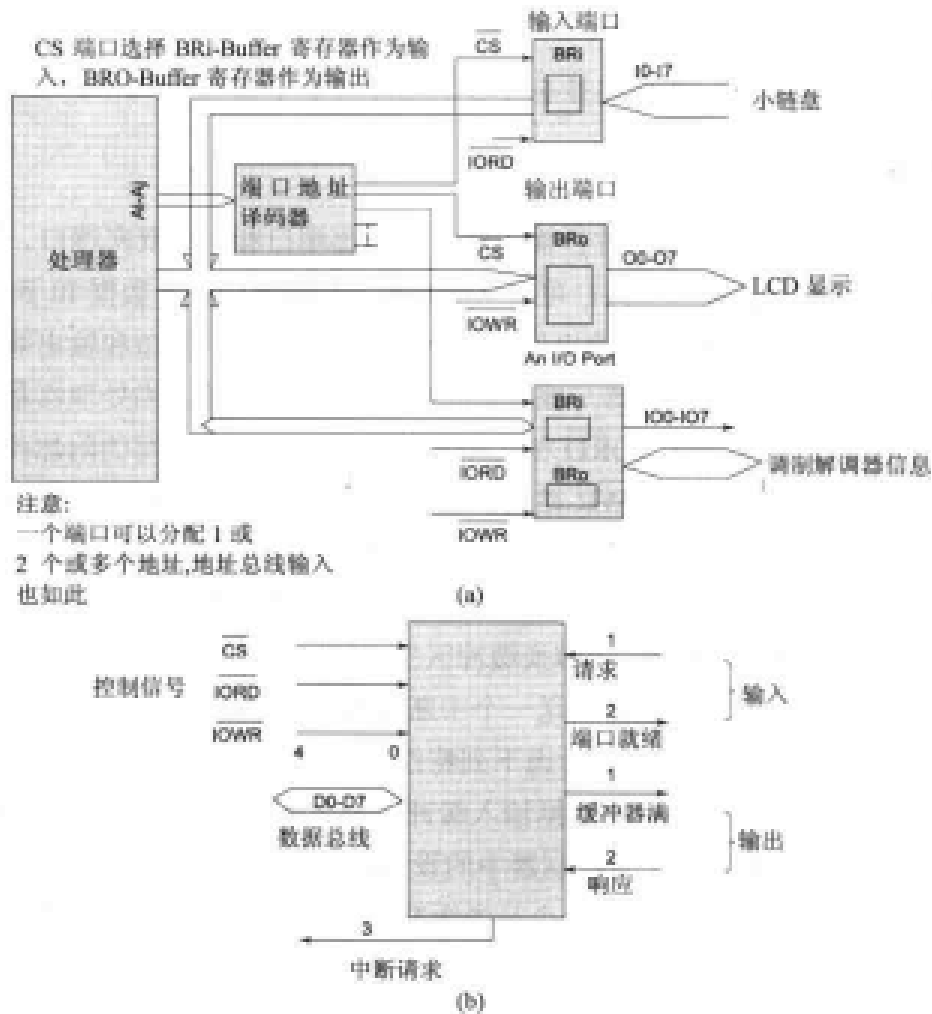 CS 端口选择 BRi-Buffer 寄存器作为输
入，BRO-Buffer 寄存器作为输出
输入端口
CS
BRi
I0-I7
小键盘
IORD
Ai-Aj
端口地址
译码器
处理器
输出端口
CS
BRo
O0-O7
LCD 显示
IOWR
An I/O Port
BRi
IO0-IO7
IORD
BRo
调制解调器信息
IOWR
注意:
一个端口可以分配 1 或
2 个或多个地址,地址总线输入
也如此
(a)
CS
控制信号
IORD
IOWR
4
0
D0-D7
数据总线
1
请求
2
端口就绪
输入
1
缓冲器满
2
响应
输出
3
中断请求
(b)